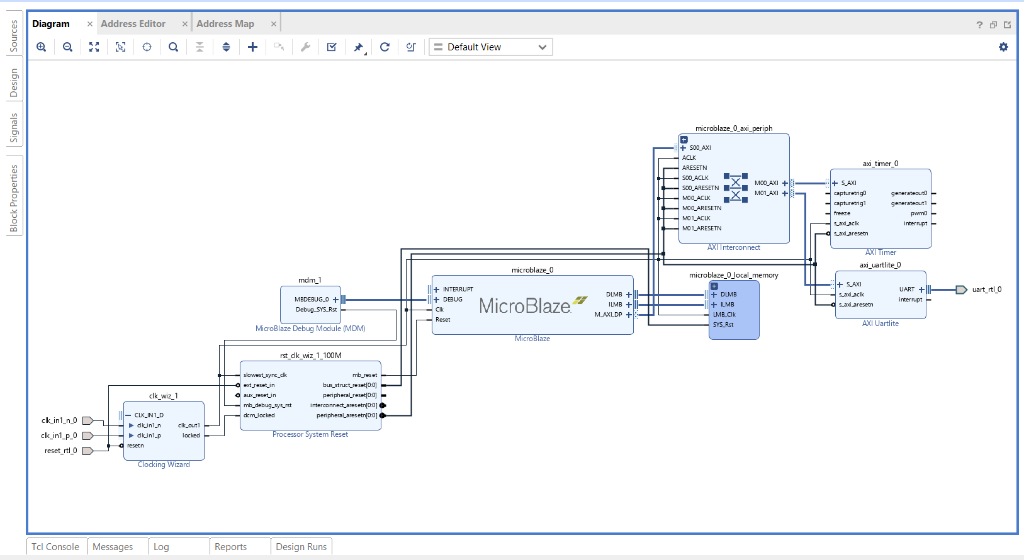 Diagram
Address Editor
Address Map
Default View
Sources
Design
Signals
Block Properties
microblaze_0_axi_periph
S00_AXI
ACLK
ARESETN
S00_ACLK
S00_ARESETN
M00_ACLK
M00_ARESETN
M01_ACLK
M01_ARESETN
M00_AXI
M01_AXI
AXI Interconnect
axi_timer_0
S_AXI
capturetrig0
capturetrig1
freeze
s_axi_aclk
s_axi_aresetn
generateout0
generateout1
pwm0
interrupt
AXI Timer
axi_uartlite_0
S_AXI
s_axi_aclk
s_axi_aresetn
UART
interrupt
AXI Uartlite
uart_rtl_0
microblaze_0_local_memory
DLMB
ILMB
LMB_Clk
SYS_Rst
microblaze_0
INTERRUPT
DEBUG
Clk
Reset
MicroBlaze
DLMB
ILMB
M_AXI_DP
MicroBlaze
mdm_1
MBDEBUG_0
Debug_SYS_Rst
MicroBlaze Debug Module (MDM)
rst_clk_wiz_1_100M
slowest_sync_clk
ext_reset_in
aux_reset_in
mb_debug_sys_rst
dcm_locked
mb_reset
bus_struct_reset[0:0]
peripheral_reset[0:0]
interconnect_aresetn[0:0]
peripheral_aresetn[0:0]
Processor System Reset
clk_wiz_1
CLK_IN1_D
clk_in1_n
clk_in1_p
resetn
clk_out1
locked
Clocking Wizard
clk_in1_n_0
clk_in1_p_0
reset_rtl_0
Tcl Console
Messages
Log
Reports
Design Runs